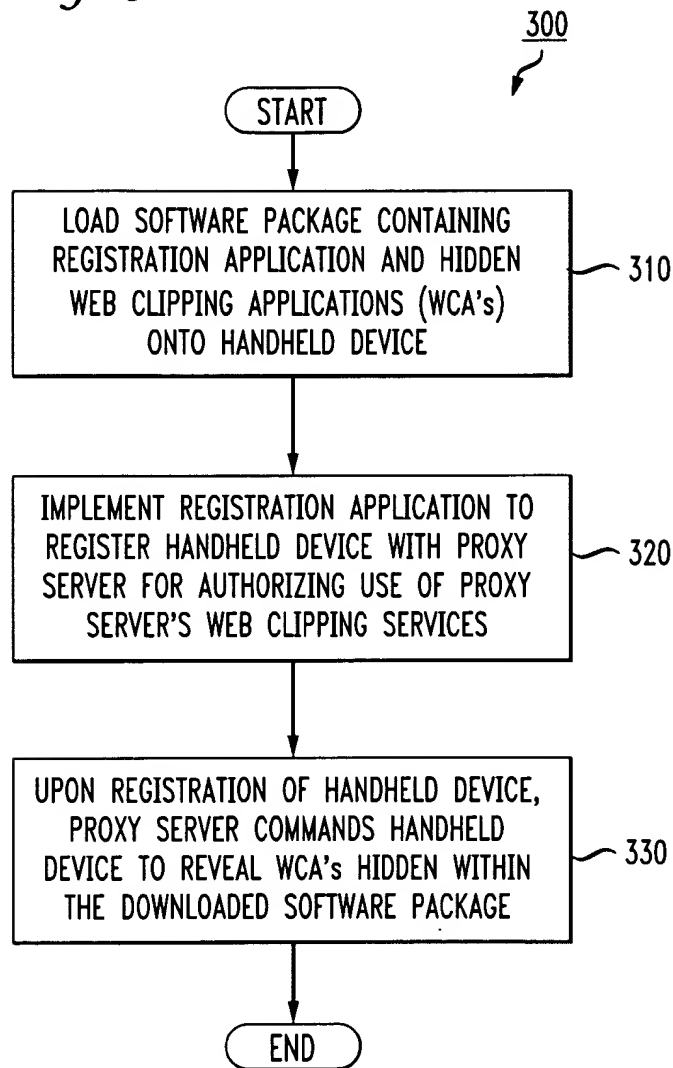 300
START
LOAD SOFTWARE PACKAGE CONTAINING
REGISTRATION APPLICATION AND HIDDEN
WEB CLIPPING APPLICATIONS (WCA's)
ONTO HANDHELD DEVICE
310
IMPLEMENT REGISTRATION APPLICATION TO
REGISTER HANDHELD DEVICE WITH PROXY
SERVER FOR AUTHORIZING USE OF PROXY
SERVER'S WEB CLIPPING SERVICES
320
UPON REGISTRATION OF HANDHELD DEVICE,
PROXY SERVER COMMANDS HANDHELD
DEVICE TO REVEAL WCA's HIDDEN WITHIN
THE DOWNLOADED SOFTWARE PACKAGE
330
END